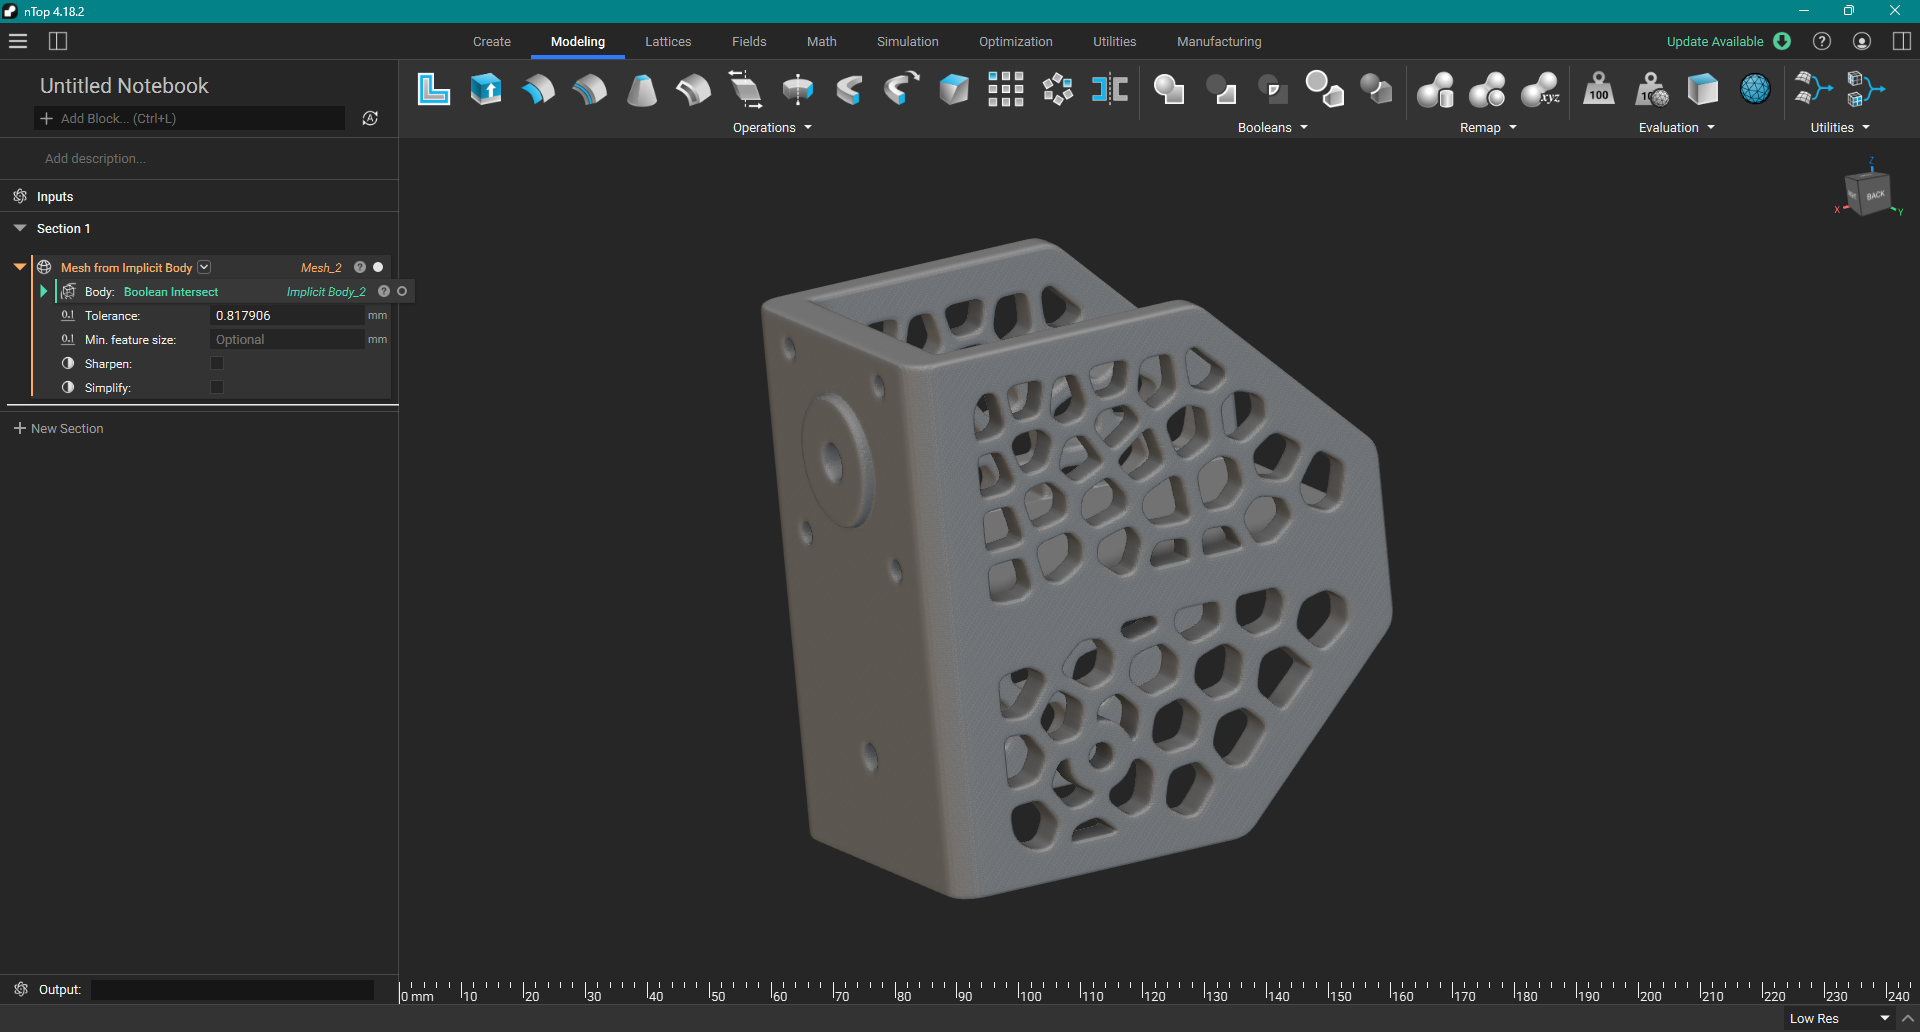 nTop 4.18.2
Create Modeling Lattices Fields Math Simulation Optimization Utilities Manufacturing Update Available
Untitled Notebook
Add Block... (Ctrl+L)
Add description...
Inputs
Section 1
Mesh from Implicit Body Mesh_2
Body: Boolean Intersect Implicit Body_2
0.1 Tolerance: 0.817906 mm
0.1 Min. feature size: Optional mm
Sharpen:
Simplify:
New Section
Output:
100
xyz
Operations Booleans Remap Evaluation Utilities
Z
BACK
X
Y
0 mm 10 20 30 40 50 60 70 80 90 100 110 120 130 140 150 160 170 180 190 200 210 220 230 240
Low Res